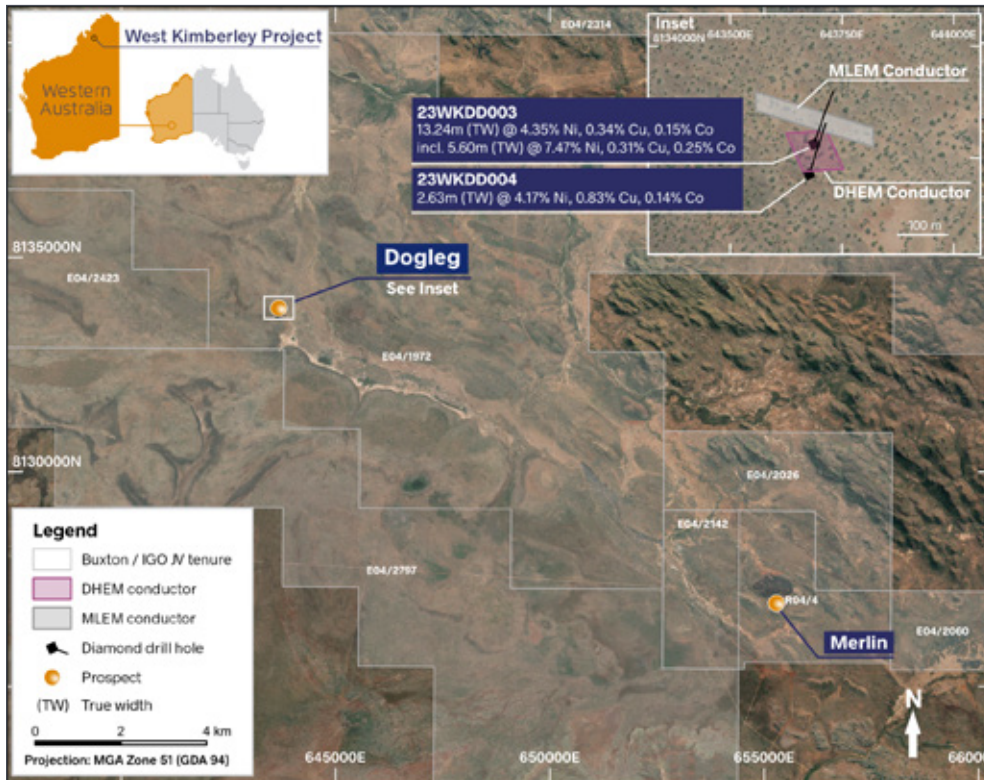 West Kimberley Project
Western
Australia
E04/2314
Inset
8134000N
643500E
643750E
644000E
MLEM Conductor
23WKDD003
13.24m (TW) @ 4.35% Ni, 0.34% Cu, 0.15% Co
incl. 5.60m (TW) @ 7.47% Ni, 0.31% Cu, 0.25% Co
23WKDD004
2.63m (TW) @ 4.17% Ni, 0.83% Cu, 0.14% Co
DHEM Conductor
100 m
8135000N
E04/2423
Dogleg
See Inset
E04/1972
8130000N
E04/2026
E04/2142
E04/2797
R04/4
Merlin
E04/2060
Legend
Buxton / IGO JV tenure
DHEM conductor
MLEM conductor
Diamond drill hole
Prospect
(TW) True width
0 2 4 km
Projection: MGA Zone 51 (GDA 94)
645000E
650000E
655000E
N